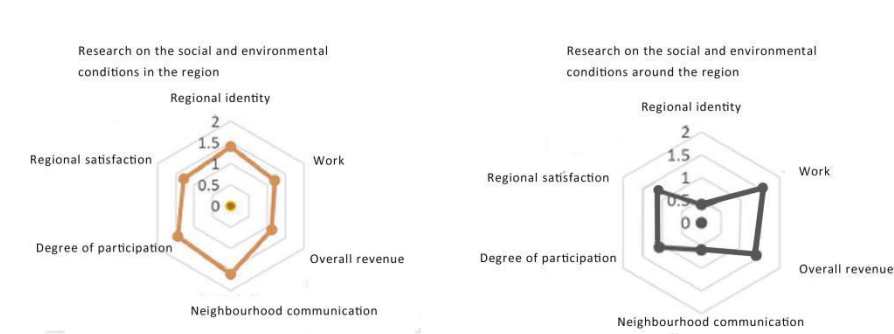 Research on the social and environmental
conditions in the region
Regional identity
2
1.5
1
0.5
0
Work
Overall revenue
Neighbourhood communication
Degree of participation
Regional satisfaction
Research on the social and environmental
conditions around the region
Regional identity
2
1.5
1
0.5
0
Work
Overall revenue
Neighbourhood communication
Degree of participation
Regional satisfaction